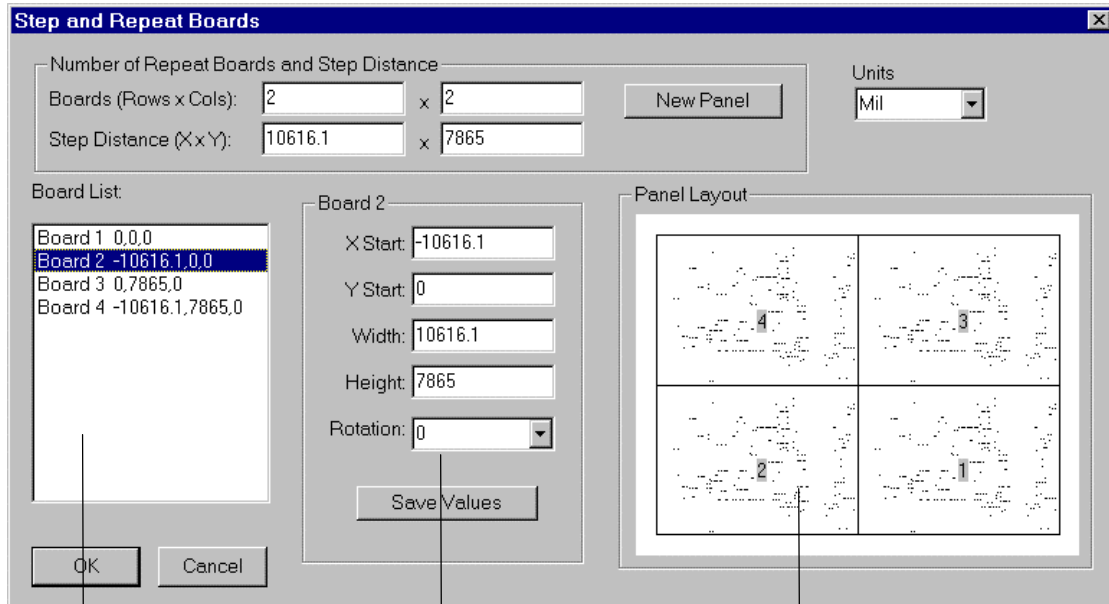 Step and Repeat Boards
Number of Repeat Boards and Step Distance
Boards (Rows x Cols): 2 x 2
New Panel
Step Distance (X x Y): 10616.1 x 7865
Units
Mil
Board List:
Board 1 0,0,0
Board 2 -10616.1,0,0
Board 3 0,7865,0
Board 4 -10616.1,7865,0
OK
Cancel
Board 2
X Start: -10616.1
Y Start: 0
Width: 10616.1
Height: 7865
Rotation: 0
Save Values
Panel Layout
4 3
2 1